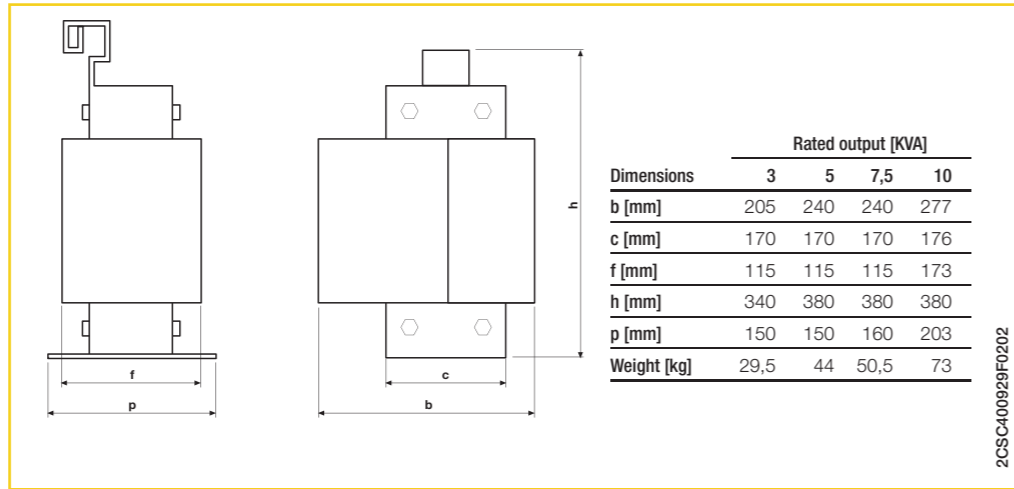 f
p
h
c
b
Rated output [KVA]
Dimensions 3 5 7,5 10
b [mm] 205 240 240 277
c [mm] 170 170 170 176
f [mm] 115 115 115 173
h [mm] 340 380 380 380
p [mm] 150 150 160 203
Weight [kg] 29,5 44 50,5 73
2CSC400929F0202